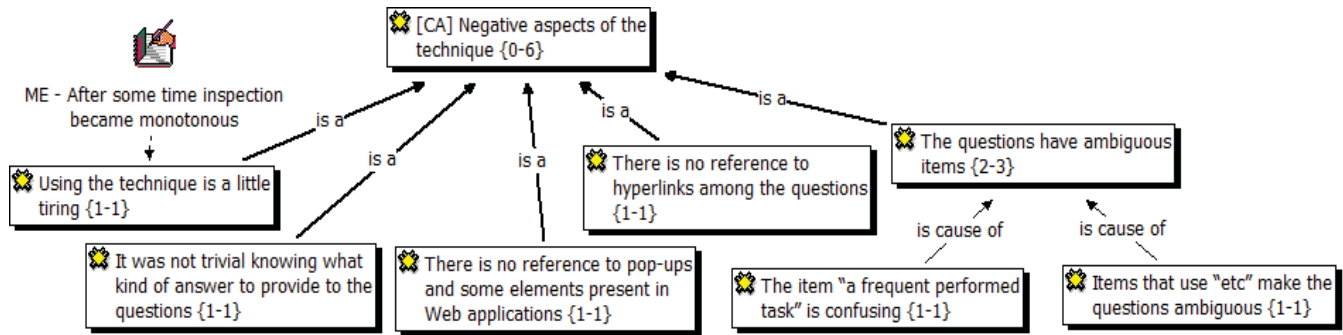 [CA] Negative aspects of the
technique {0-6}
ME - After some time inspection
became monotonous
is a
is a
is a
is a
is a
Using the technique is a little
tiring {1-1}
There is no reference to
hyperlinks among the questions
{1-1}
The questions have ambiguous
items {2-3}
is cause of
is cause of
It was not trivial knowing what
kind of answer to provide to the
questions {1-1}
There is no reference to pop-ups
and some elements present in
Web applications {1-1}
The item “a frequent performed
task” is confusing {1-1}
Items that use “etc” make the
questions ambiguous {1-1}